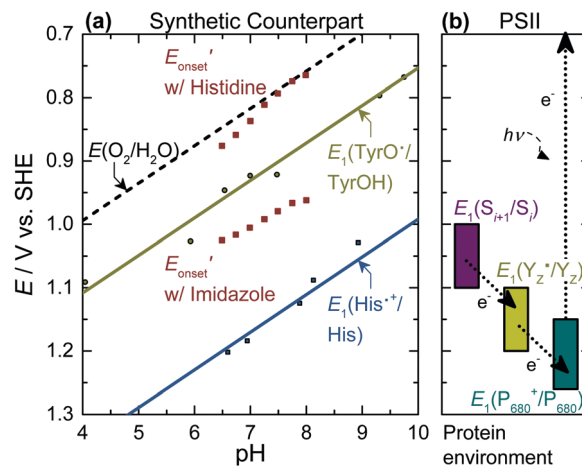 (a) Synthetic Counterpart
(b) PSII
E / V vs. SHE
0.7
0.8
0.9
1.0
1.1
1.2
1.3
4 5 6 7 8 9 10
pH
Eonset'
w/ Histidine
E(O2/H2O)
E1(TyrO•/
TyrOH)
Eonset'
w/ Imidazole
E1(His•+/
His)
e-
hν
E1(Si+1/Si)
E1(YZ•/YZ)
e-
e-
E1(P680+/P680)
Protein
environment